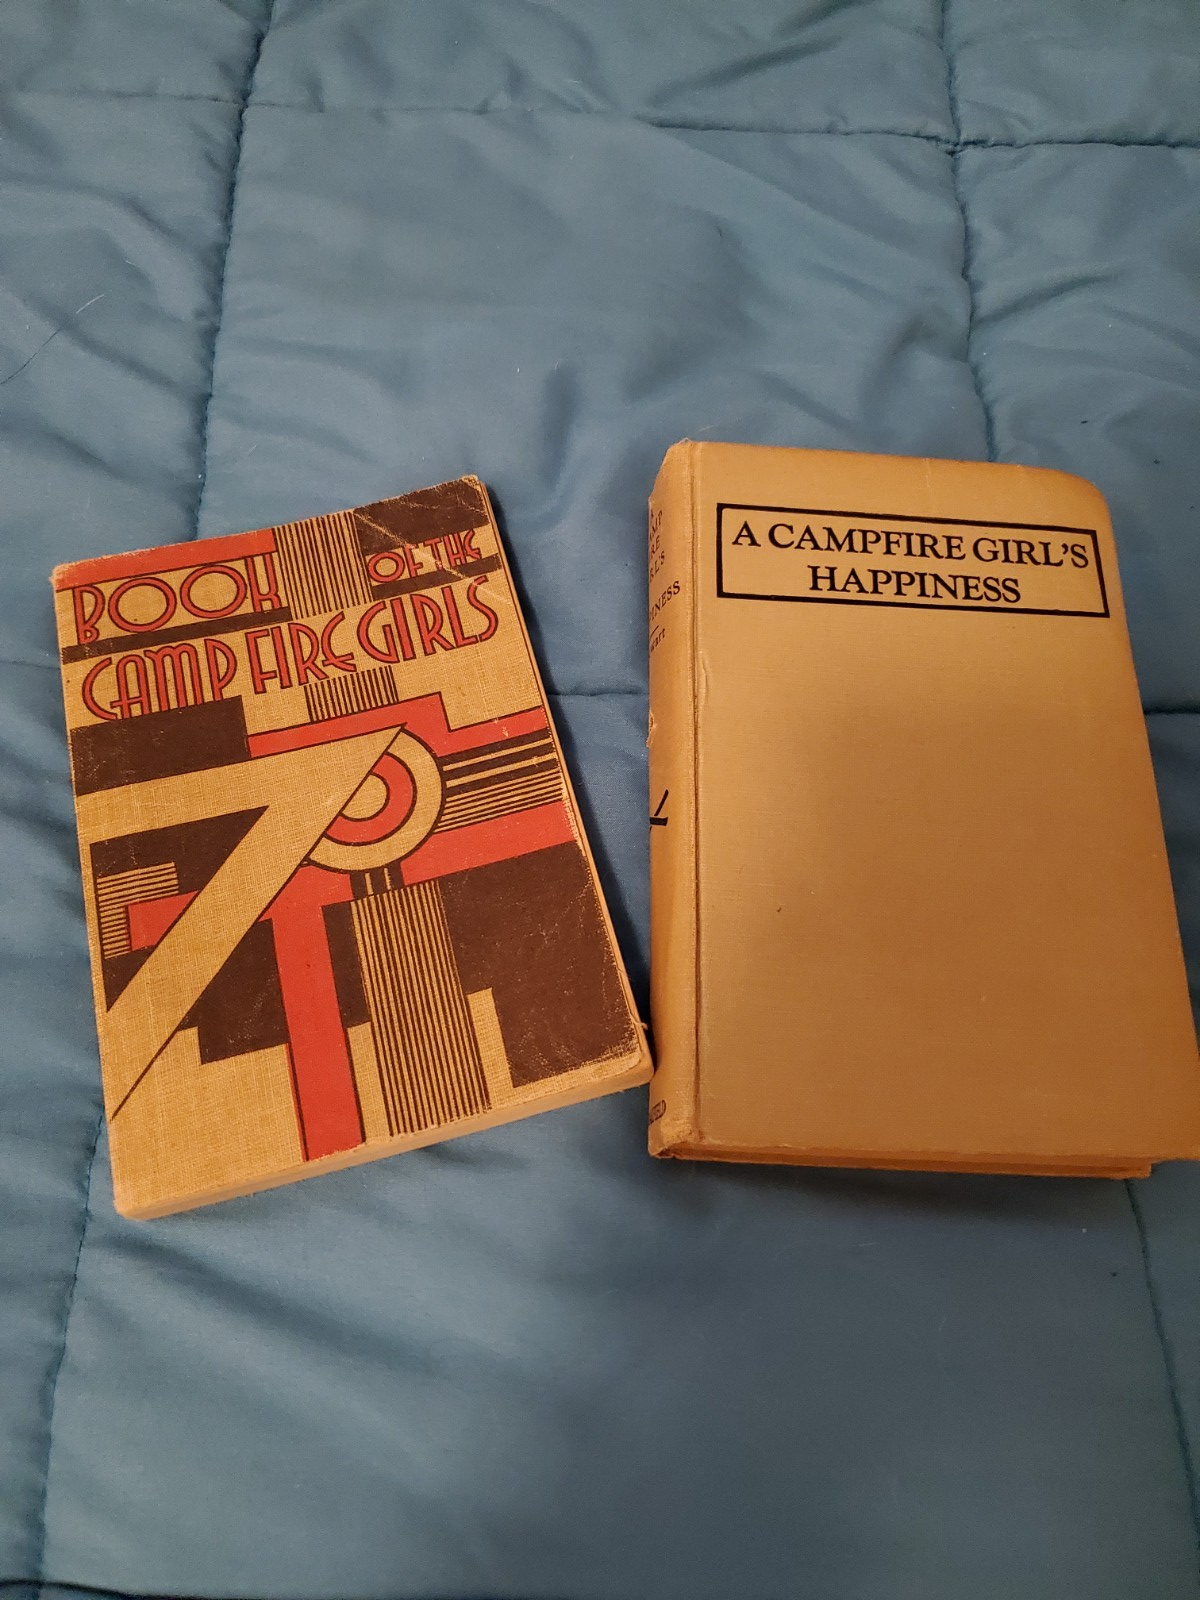 BOOK OF THE
CAMP FIRE GIRLS
A CAMPFIRE GIRL'S
HAPPINESS